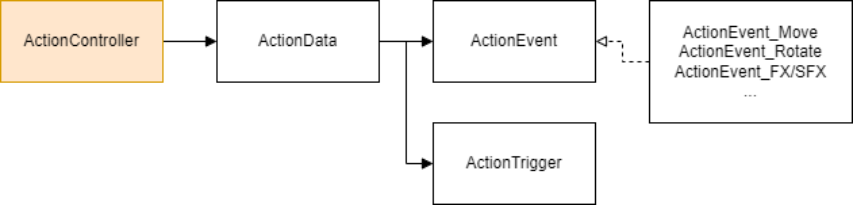 ActionController
ActionData
ActionEvent
ActionEvent_Move
ActionEvent_Rotate
ActionEvent_FX/SFX
...
ActionTrigger